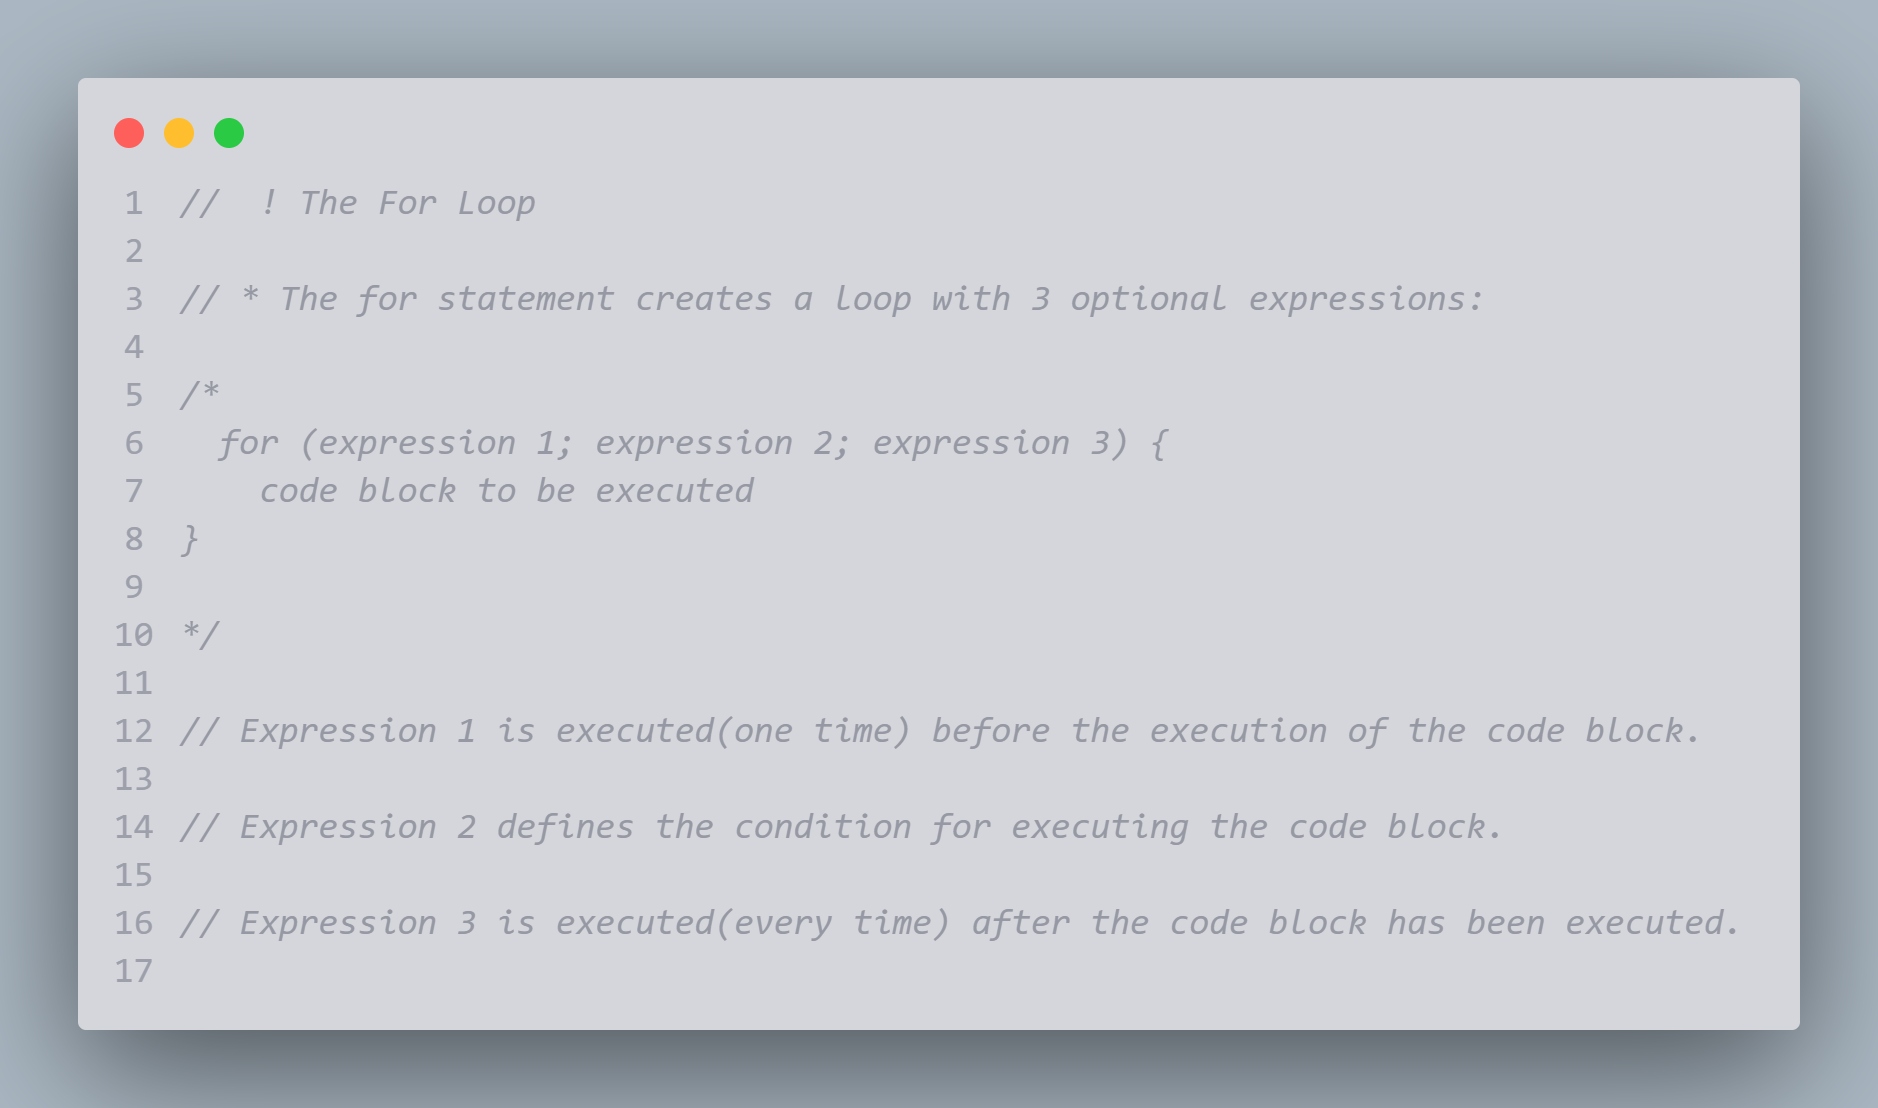 1 //  ! The For Loop
2
3 // * The for statement creates a loop with 3 optional expressions:
4
5 /*
6   for (expression 1; expression 2; expression 3) {
7     code block to be executed
8 }
9
10 */
11
12 // Expression 1 is executed(one time) before the execution of the code block.
13
14 // Expression 2 defines the condition for executing the code block.
15
16 // Expression 3 is executed(every time) after the code block has been executed.
17